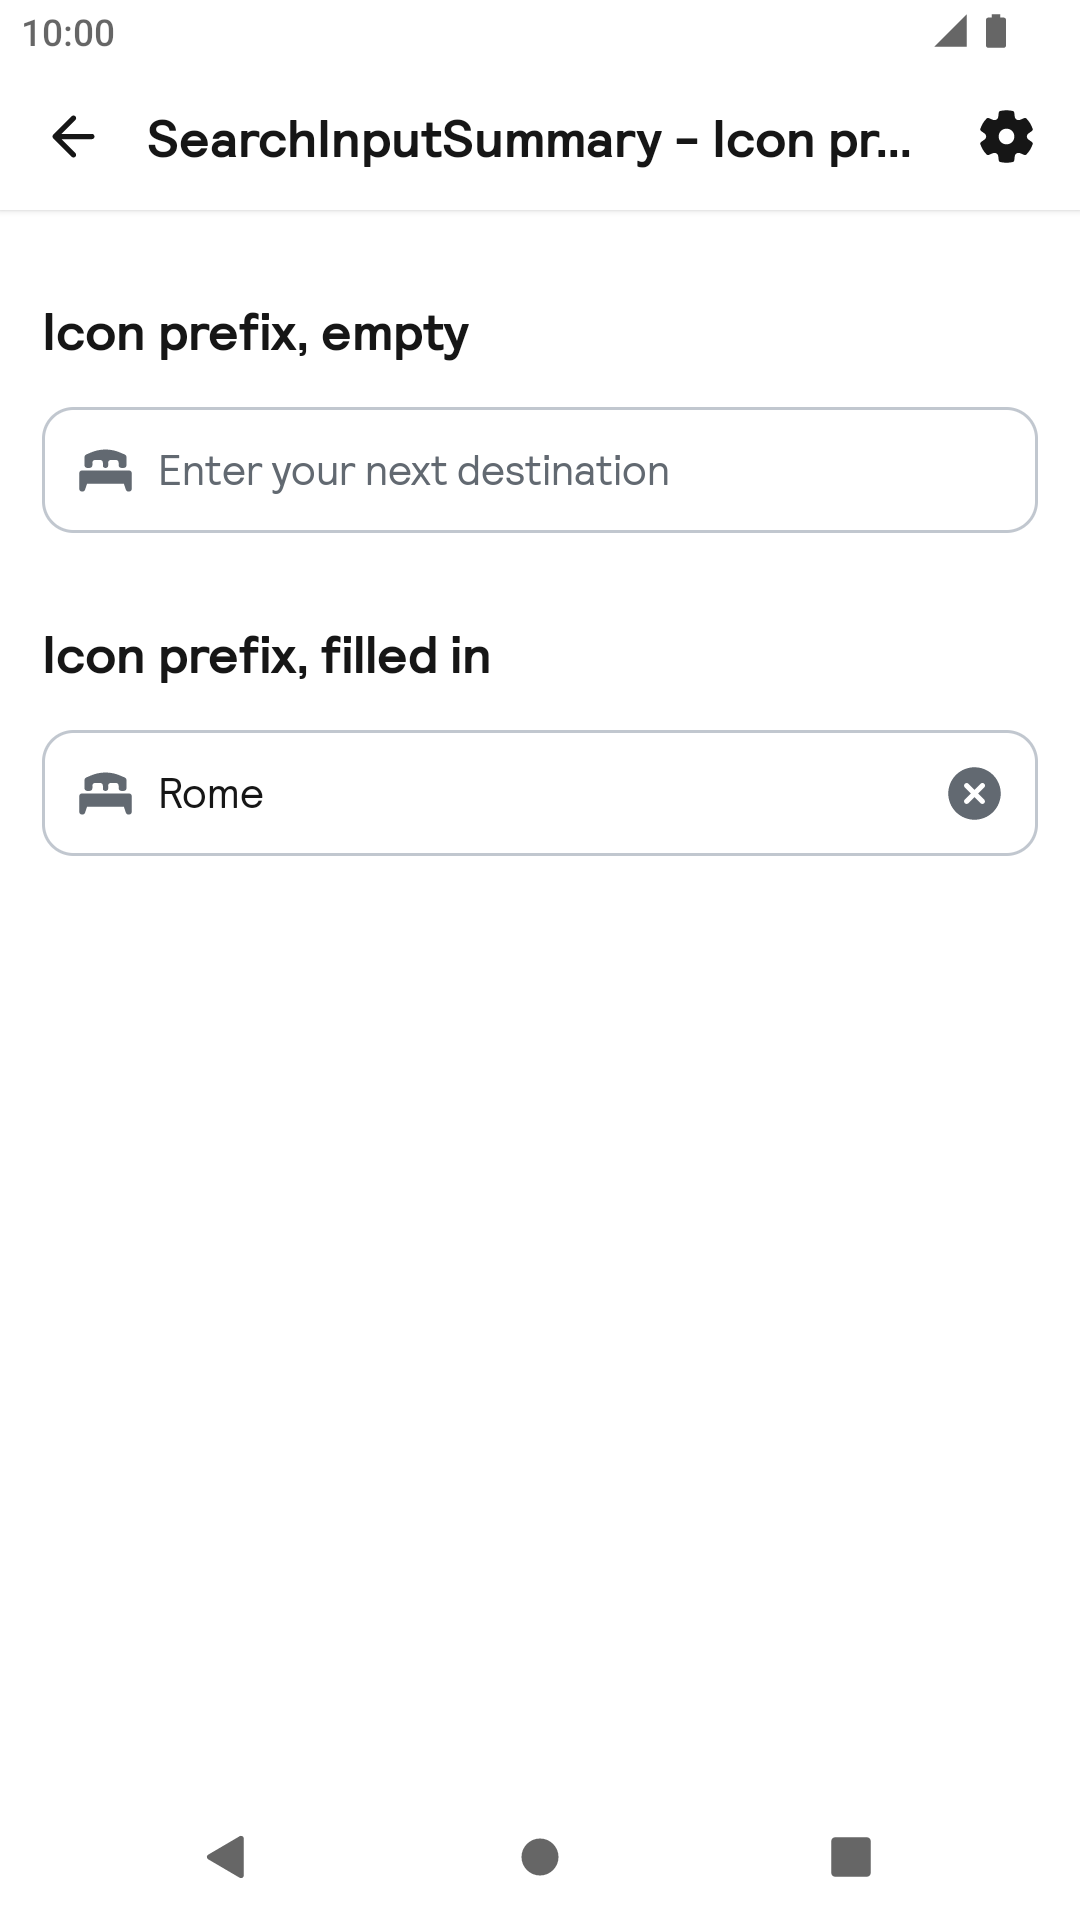 10:00
SearchInputSummary - Icon pr...
Icon prefix, empty
Enter your next destination
Icon prefix, filled in
Rome